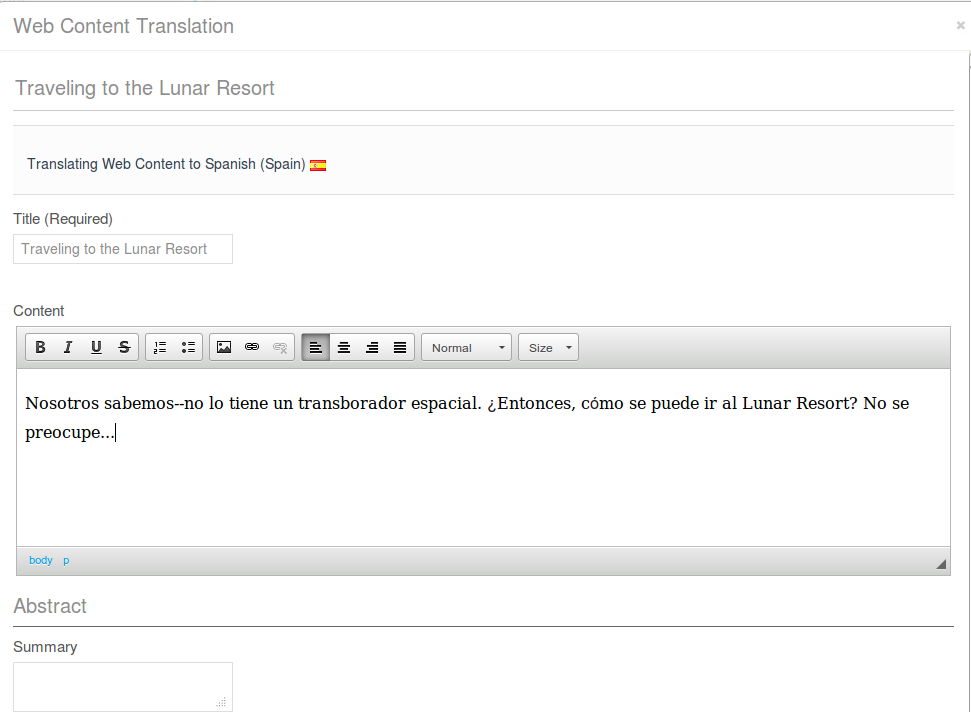 Web Content Translation
×
Traveling to the Lunar Resort
Translating Web Content to Spanish (Spain)
Title (Required)
Traveling to the Lunar Resort
Content
B I U S Normal Size
Nosotros sabemos--no lo tiene un transborador espacial. ¿Entonces, cómo se puede ir al Lunar Resort? No se
preocupe...
body p
Abstract
Summary